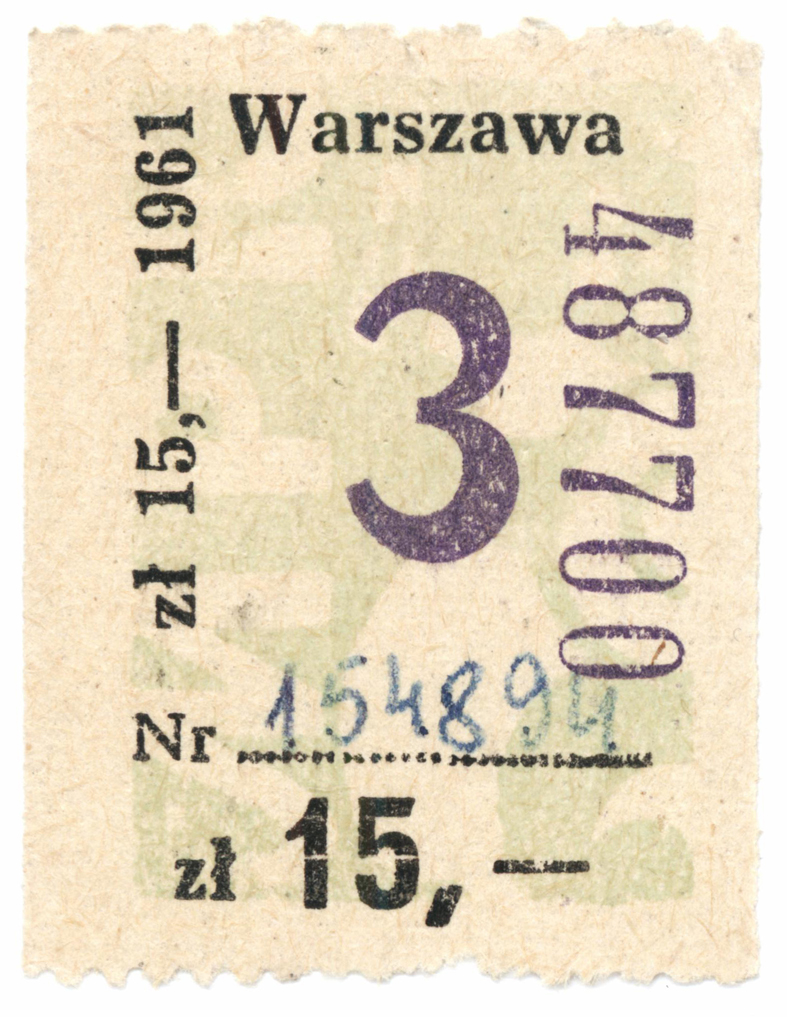 Warszawa
zł 15,— 1961
3
487700
Nr 154894
zł 15,—